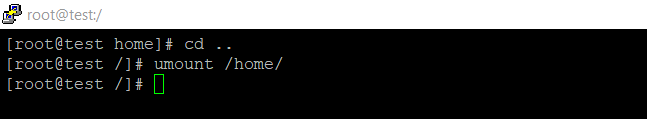 root@test:/
[root@test home]# cd ..
[root@test /]# umount /home/
[root@test /]#